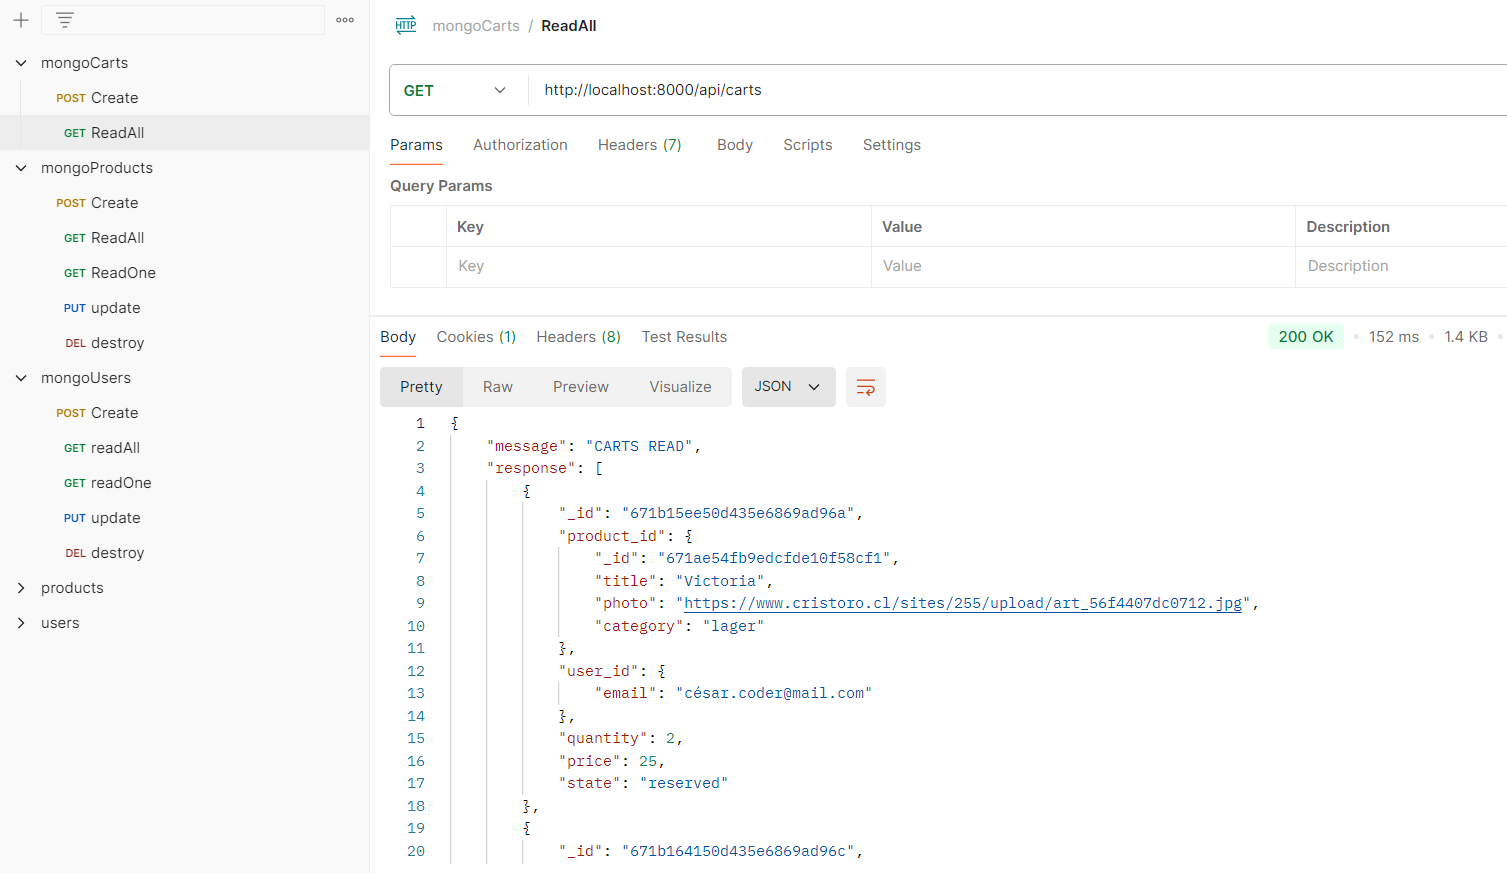 mongoCarts
POST Create
GET ReadAll
mongoProducts
POST Create
GET ReadAll
GET ReadOne
PUT update
DEL destroy
mongoUsers
POST Create
GET readAll
GET readOne
PUT update
DEL destroy
products
users
HTTP mongoCarts / ReadAll
GET http://localhost:8000/api/carts
Params Authorization Headers (7) Body Scripts Settings
Query Params
Key Value Description
Key Value Description
Body Cookies (1) Headers (8) Test Results 200 OK 152 ms 1.4 KB
Pretty Raw Preview Visualize JSON
1 {
2 "message": "CARTS READ",
3 "response": [
4 {
5 "_id": "671b15ee50d435e6869ad96a",
6 "product_id": {
7 "_id": "671ae54fb9edcfde10f58cf1",
8 "title": "Victoria",
9 "photo": "https://www.cristoro.cl/sites/255/upload/art_56f4407dc0712.jpg",
10 "category": "lager"
11 },
12 "user_id": {
13 "email": "césar.coder@mail.com"
14 },
15 "quantity": 2,
16 "price": 25,
17 "state": "reserved"
18 },
19 {
20 "_id": "671b164150d435e6869ad96c",